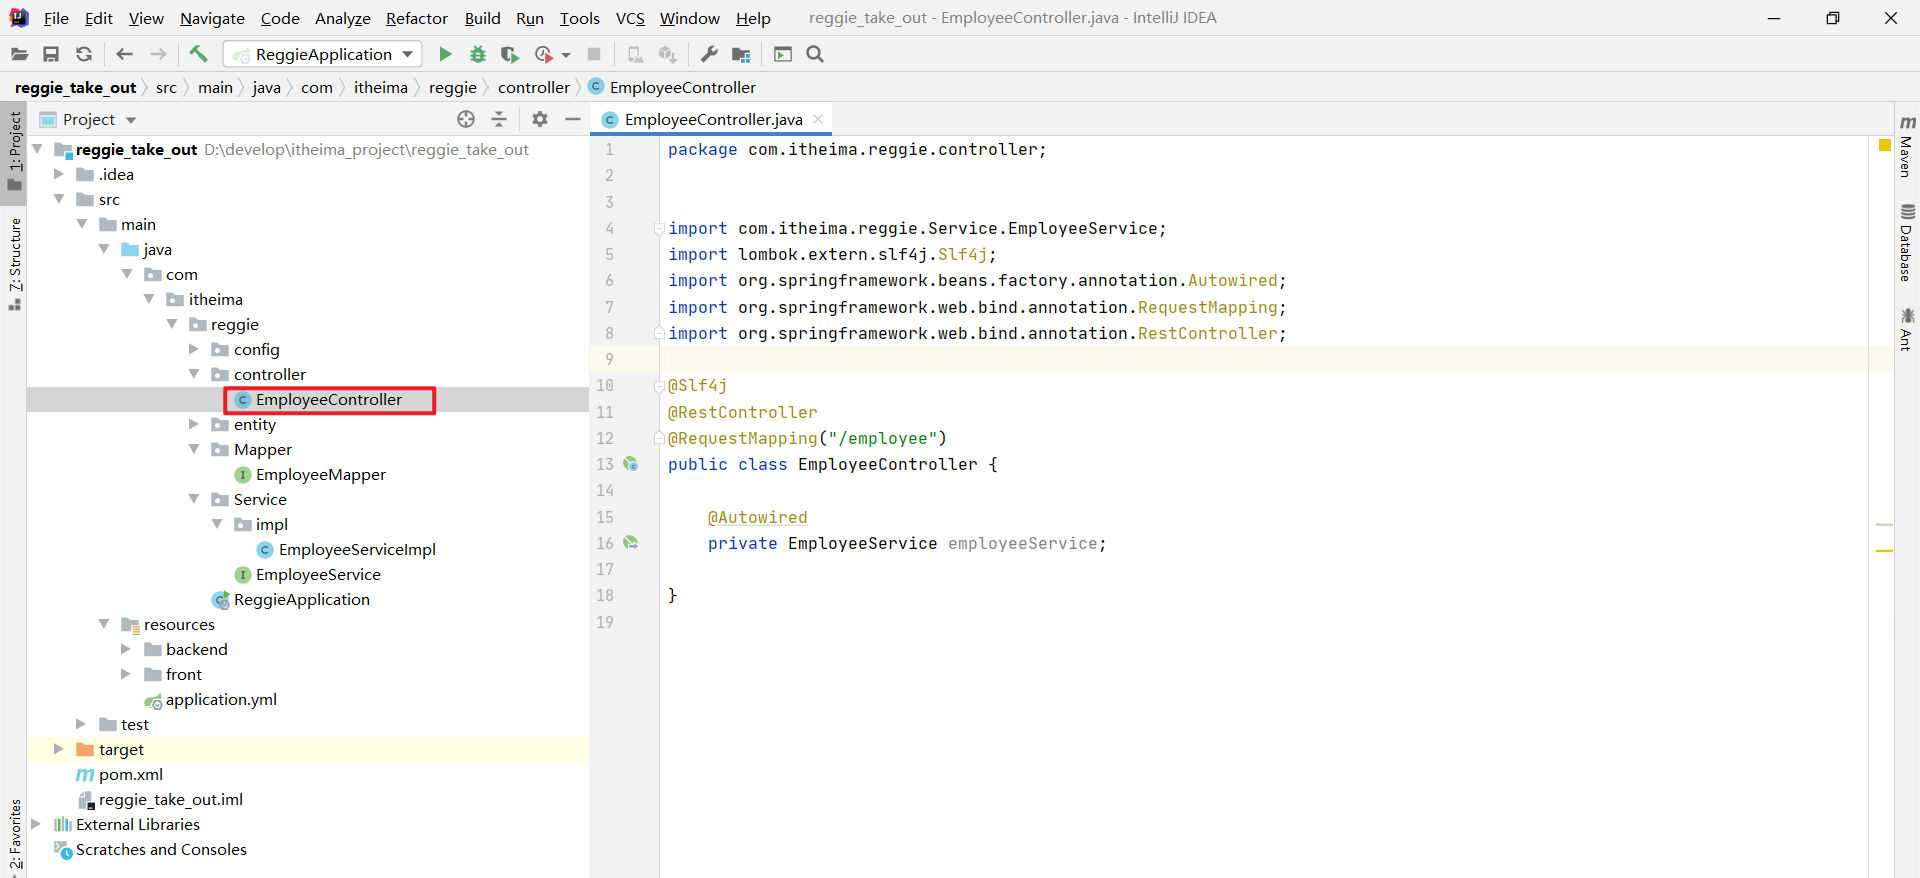 File Edit View Navigate Code Analyze Refactor Build Run Tools VCS Window Help reggie_take_out - EmployeeController.java - IntelliJ IDEA
ReggieApplication
reggie_take_out src main java com itheima reggie controller EmployeeController
1: Project
7: Structure
2: Favorites
Project
reggie_take_out D:\develop\itheima_project\reggie_take_out
.idea
src
main
java
com
itheima
reggie
config
controller
EmployeeController
entity
Mapper
EmployeeMapper
Service
impl
EmployeeServiceImpl
EmployeeService
ReggieApplication
resources
backend
front
application.yml
test
target
pom.xml
reggie_take_out.iml
External Libraries
Scratches and Consoles
EmployeeController.java
1 package com.itheima.reggie.controller;
2
3
4 import com.itheima.reggie.Service.EmployeeService;
5 import lombok.extern.slf4j.Slf4j;
6 import org.springframework.beans.factory.annotation.Autowired;
7 import org.springframework.web.bind.annotation.RequestMapping;
8 import org.springframework.web.bind.annotation.RestController;
9
10 @Slf4j
11 @RestController
12 @RequestMapping("/employee")
13 public class EmployeeController {
14
15 @Autowired
16 private EmployeeService employeeService;
17
18 }
19
Maven
Database
Ant